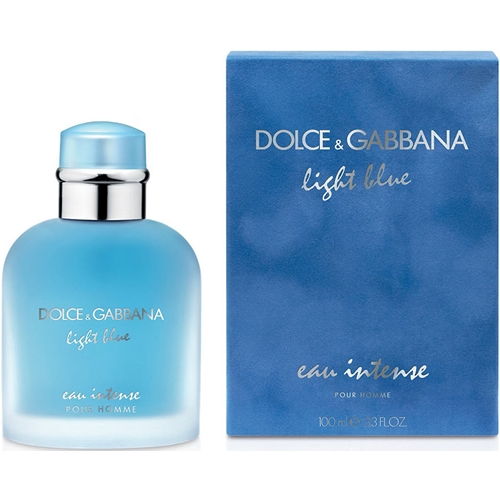 DOLCE & GABBANA
light blue
eau intense
POUR HOMME
DOLCE & GABBANA
light blue
eau intense
POUR HOMME
100 ml 3.3 FL.OZ.